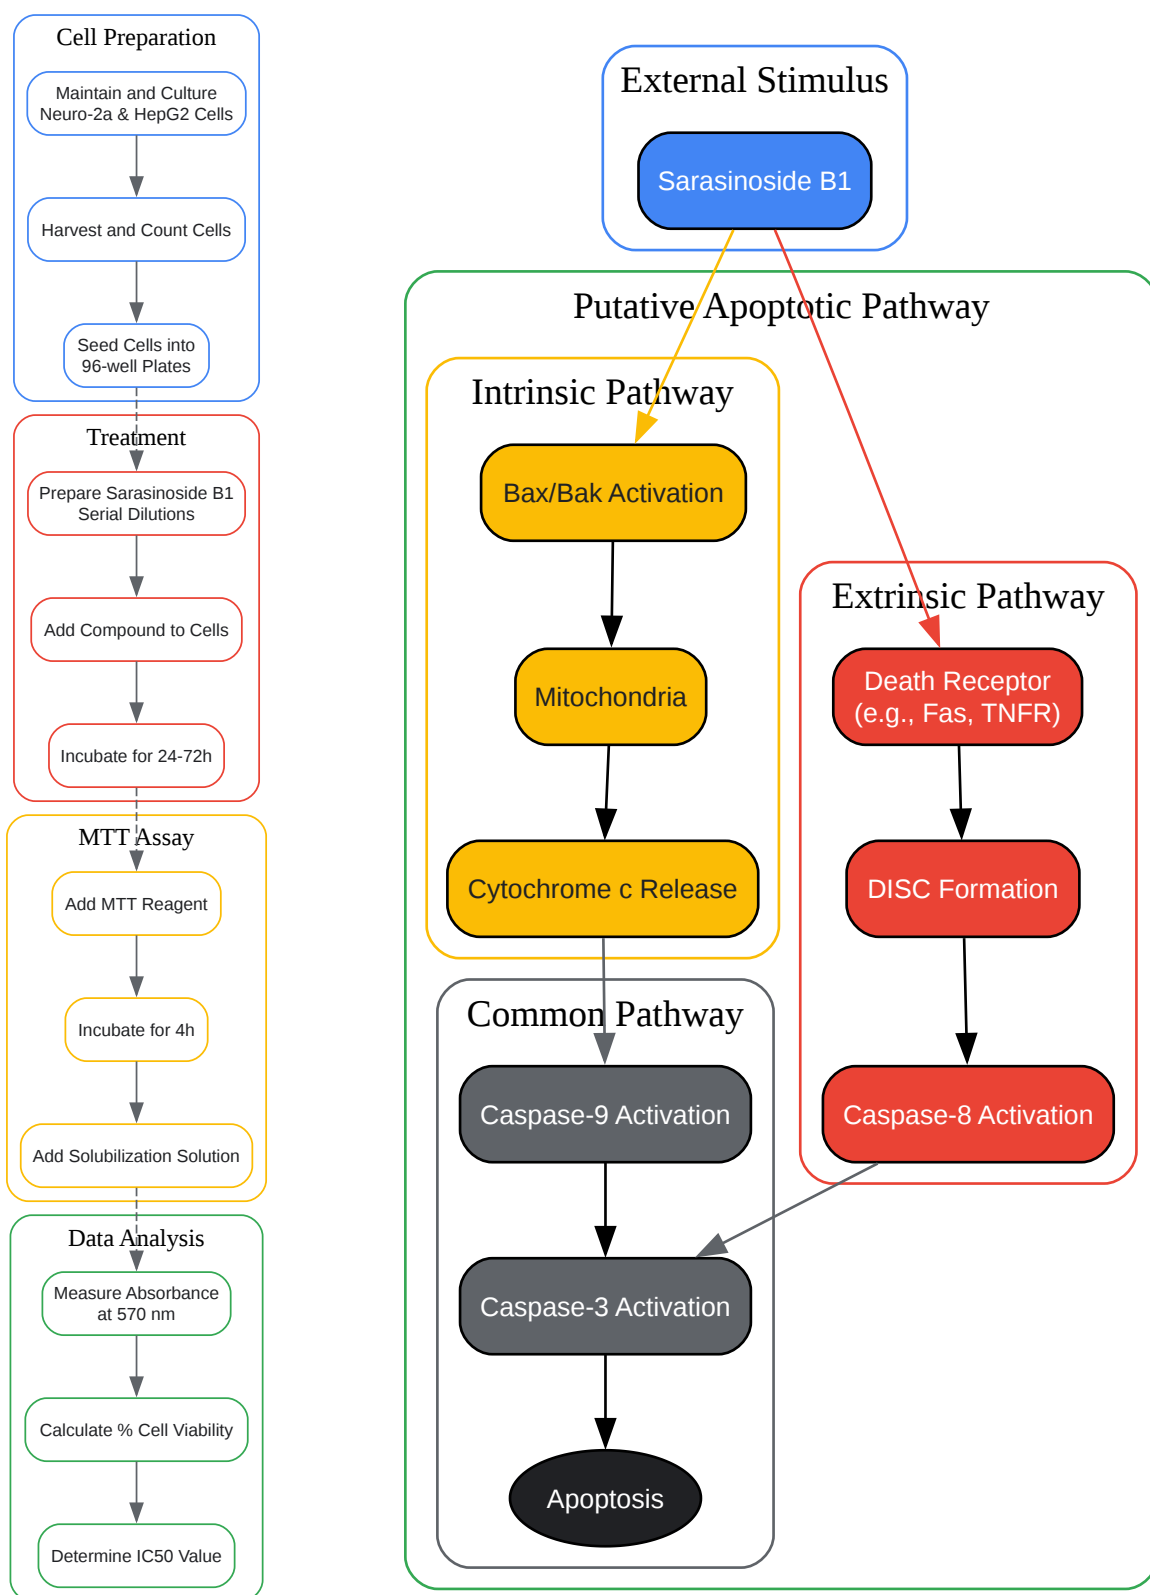 Cell Preparation
Maintain and Culture
Neuro-2a & HepG2 Cells
Harvest and Count Cells
Seed Cells into
96-well Plates
Treatment
Prepare Sarasinoside B1
Serial Dilutions
Add Compound to Cells
Incubate for 24-72h
MTT Assay
Add MTT Reagent
Incubate for 4h
Add Solubilization Solution
Data Analysis
Measure Absorbance
at 570 nm
Calculate % Cell Viability
Determine IC50 Value
External Stimulus
Sarasinoside B1
Putative Apoptotic Pathway
Intrinsic Pathway
Bax/Bak Activation
Mitochondria
Cytochrome c Release
Extrinsic Pathway
Death Receptor
(e.g., Fas, TNFR)
DISC Formation
Caspase-8 Activation
Common Pathway
Caspase-9 Activation
Caspase-3 Activation
Apoptosis